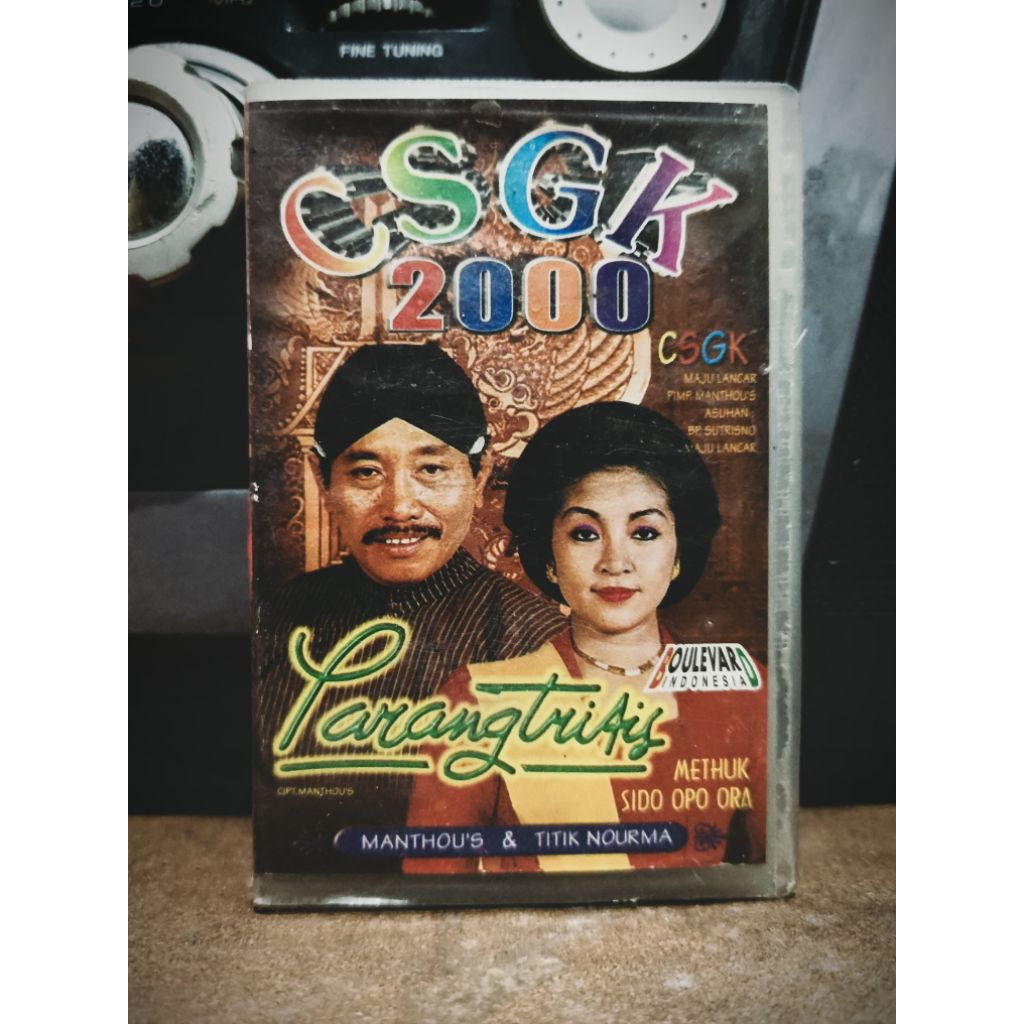 FINE TUNING
CSGK
2000
CSGK
MAJU LANCAR
PIMP. MANTHOU'S
ASUHAN :
BP. SUTRISNO
MAJU LANCAR
Parangtritis
CIPT. MANTHOU'S
BOULEVARD
INDONESIA
METHUK
SIDO OPO ORA
MANTHOU'S & TITIK NOURMA